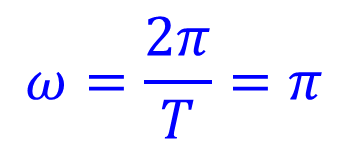 ω = 2π/T = π